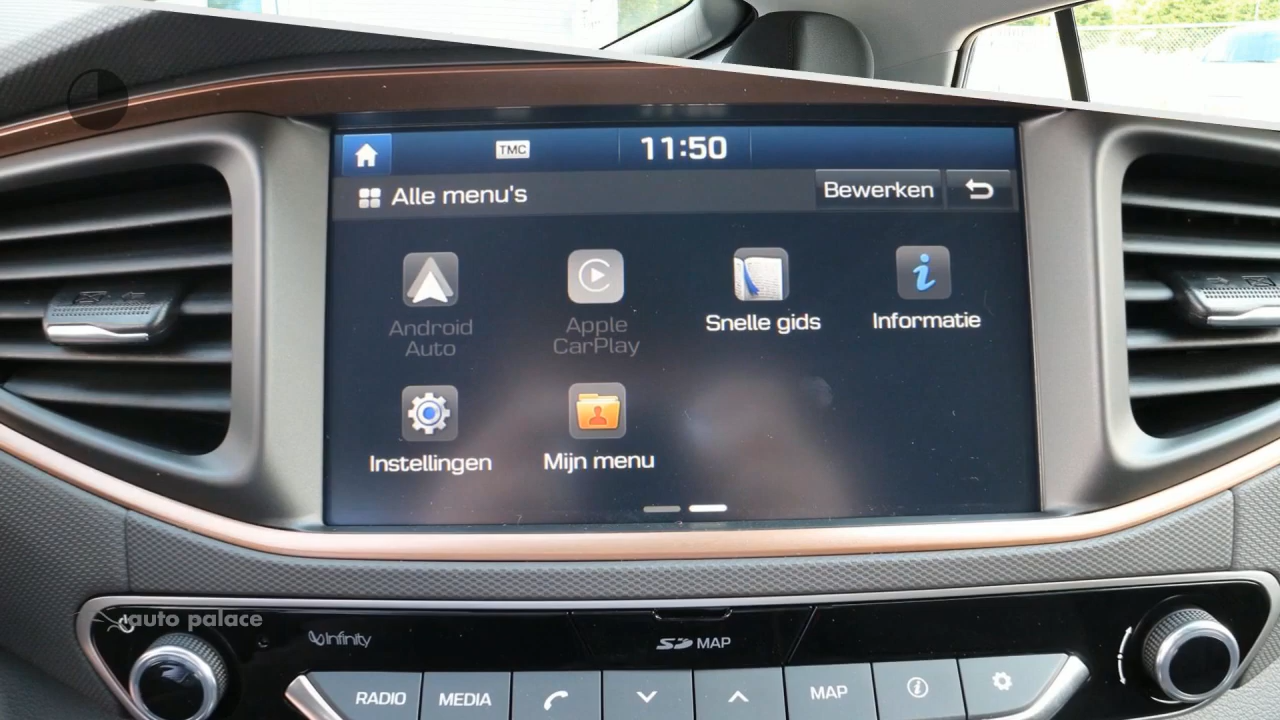 TMC
11:50
Alle menu's
Bewerken
Android
Auto
Apple
CarPlay
Snelle gids
Informatie
Instellingen
Mijn menu
auto palace
Infinity
SD MAP
RADIO
MEDIA
MAP